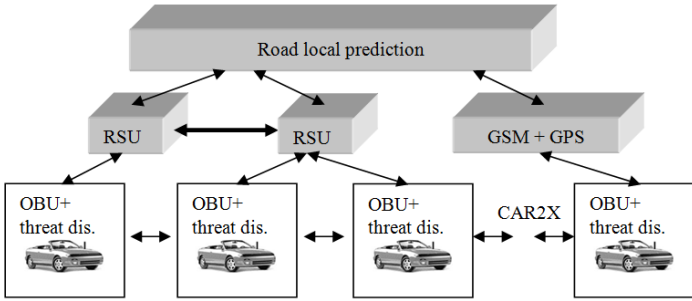 Road local prediction
RSU
RSU
GSM + GPS
OBU+
threat dis.
OBU+
threat dis.
OBU+
threat dis.
CAR2X
OBU+
threat dis.